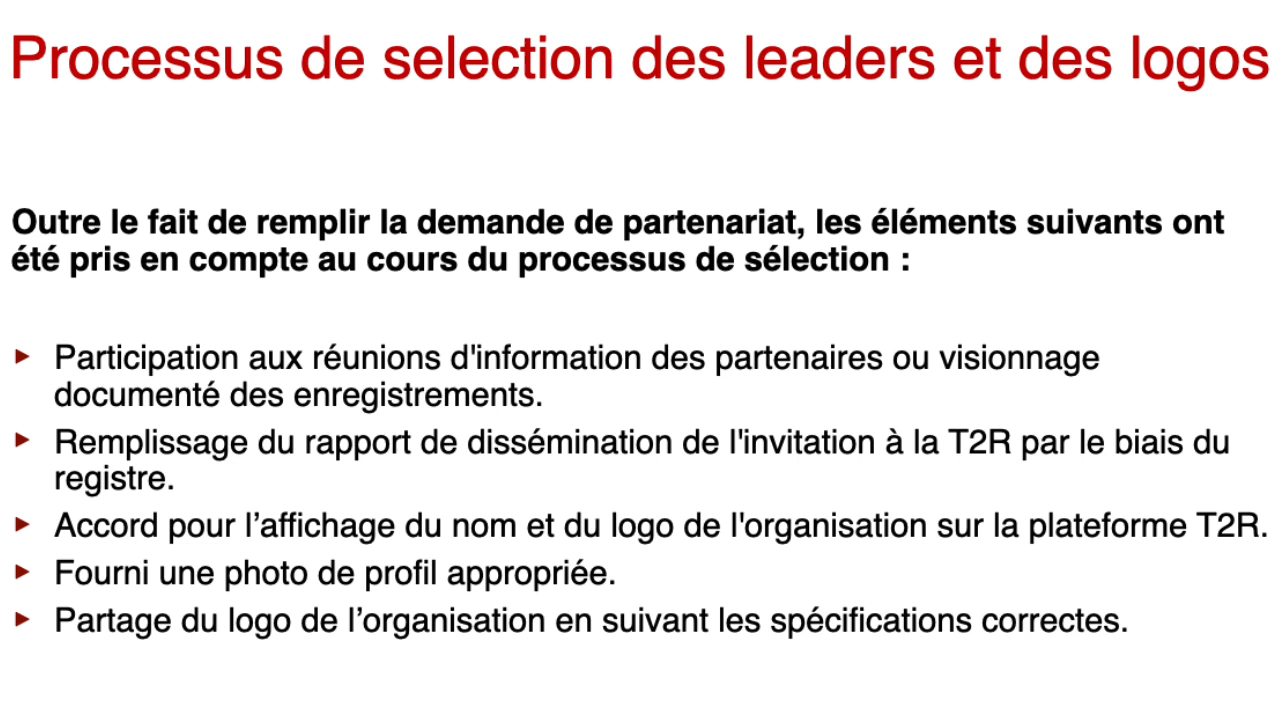 Processus de selection des leaders et des logos
Outre le fait de remplir la demande de partenariat, les éléments suivants ont
été pris en compte au cours du processus de sélection :
► Participation aux réunions d'information des partenaires ou visionnage
documenté des enregistrements.
► Remplissage du rapport de dissémination de l'invitation à la T2R par le biais du
registre.
► Accord pour l’affichage du nom et du logo de l'organisation sur la plateforme T2R.
► Fourni une photo de profil appropriée.
► Partage du logo de l’organisation en suivant les spécifications correctes.